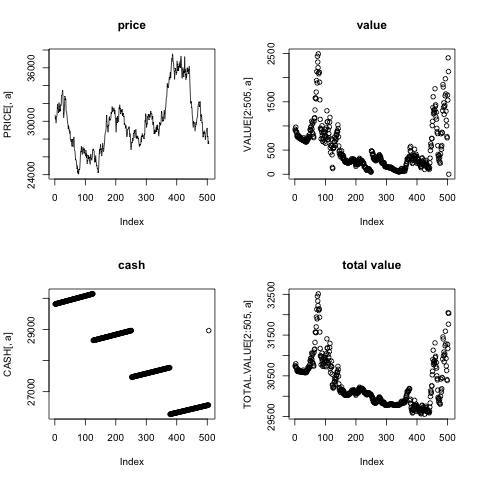 price
PRICE[, a]
24000 30000 36000
0 100 200 300 400 500
Index
value
VALUE[2:505, a]
0 500 1500 2500
0 100 200 300 400 500
Index
cash
CASH[, a]
27000 29000
0 100 200 300 400 500
Index
total value
TOTAL.VALUE[2:505, a]
29500 30500 31500 32500
0 100 200 300 400 500
Index